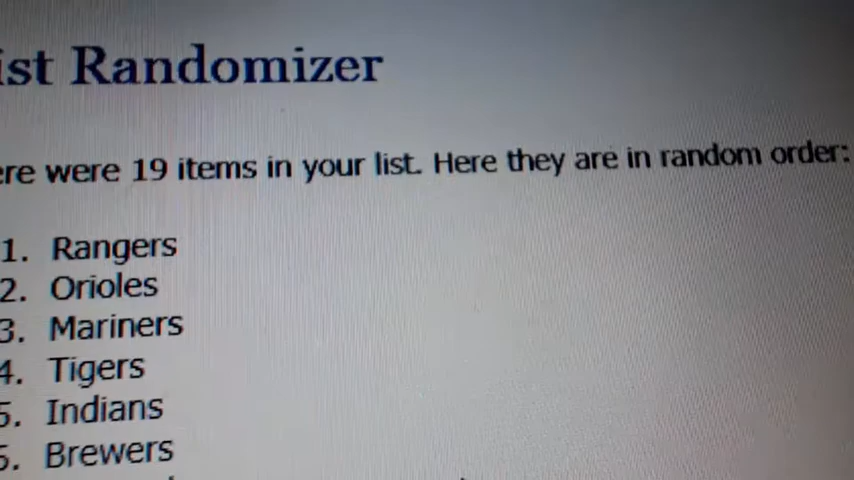 ist Randomizer
ere were 19 items in your list. Here they are in random order:
1. Rangers
2. Orioles
3. Mariners
4. Tigers
5. Indians
6. Brewers